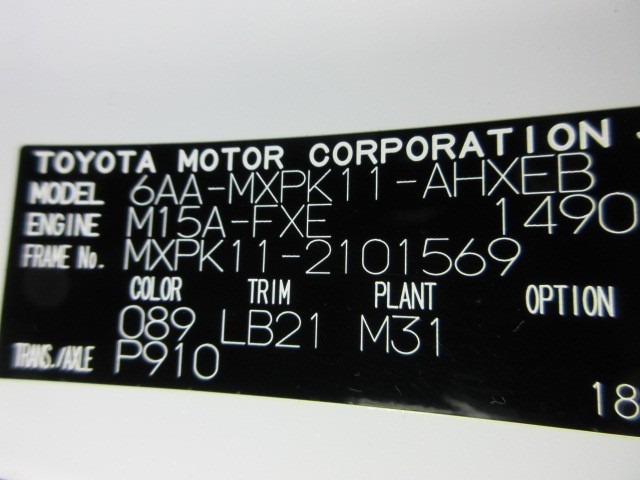 TOYOTA MOTOR CORPORATION
MODEL 6AA-MXPK11-AHXEB
ENGINE M15A-FXE 1490
FRAME No. MXPK11-2101569
COLOR TRIM PLANT OPTION
089 LB21 M31
TRANS./AXLE P910
18